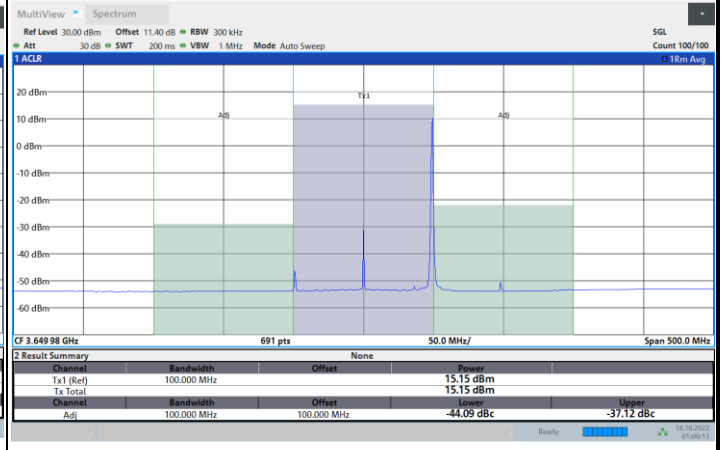 MultiView Spectrum
Ref Level 30.00 dBm Offset 11.40 dB RBW 300 kHz SGL
Att 30 dB SWT 200 ms VBW 1 MHz Mode Auto Sweep Count 100/100
1 ACLR 1Rm Avg
20 dBm
Tx1
10 dBm Adj Adj
0 dBm
-10 dBm
-20 dBm
-30 dBm
-40 dBm
-50 dBm
-60 dBm
CF 3.649 98 GHz 691 pts 50.0 MHz/ Span 500.0 MHz
2 Result Summary None
Channel Bandwidth Offset Power
Tx1 (Ref) 100.000 MHz 15.15 dBm
Tx Total 15.15 dBm
Channel Bandwidth Offset Lower Upper
Adj 100.000 MHz 100.000 MHz -44.09 dBc -37.12 dBc
Ready 18.10.2022
01:00:13